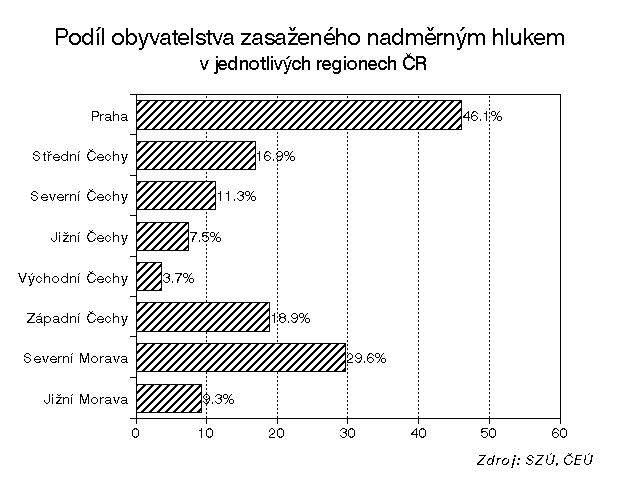 Podíl obyvatelstva zasaženého nadměrným hlukem
v jednotlivých regionech ČR
Praha 46.1%
Střední Čechy 16.9%
Severní Čechy 11.3%
Jižní Čechy 7.5%
Východní Čechy 3.7%
Západní Čechy 18.9%
Severní Morava 29.6%
Jižní Morava 9.3%
0 10 20 30 40 50 60
Zdroj: SZÚ, ČEÚ